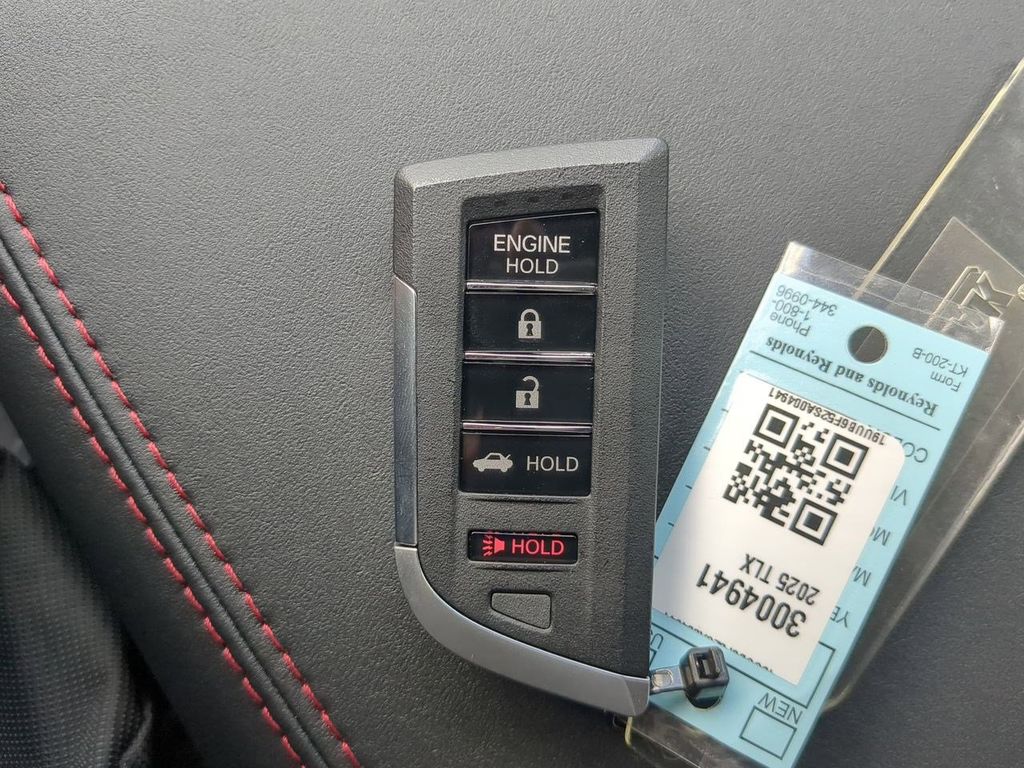 ENGINE
HOLD
HOLD
HOLD
Phone
1-800-
344-0996
Form
KT-200-B
Reynolds and Reynolds
19UUB6F52SA004941
3004941
2025 TLX
NEW